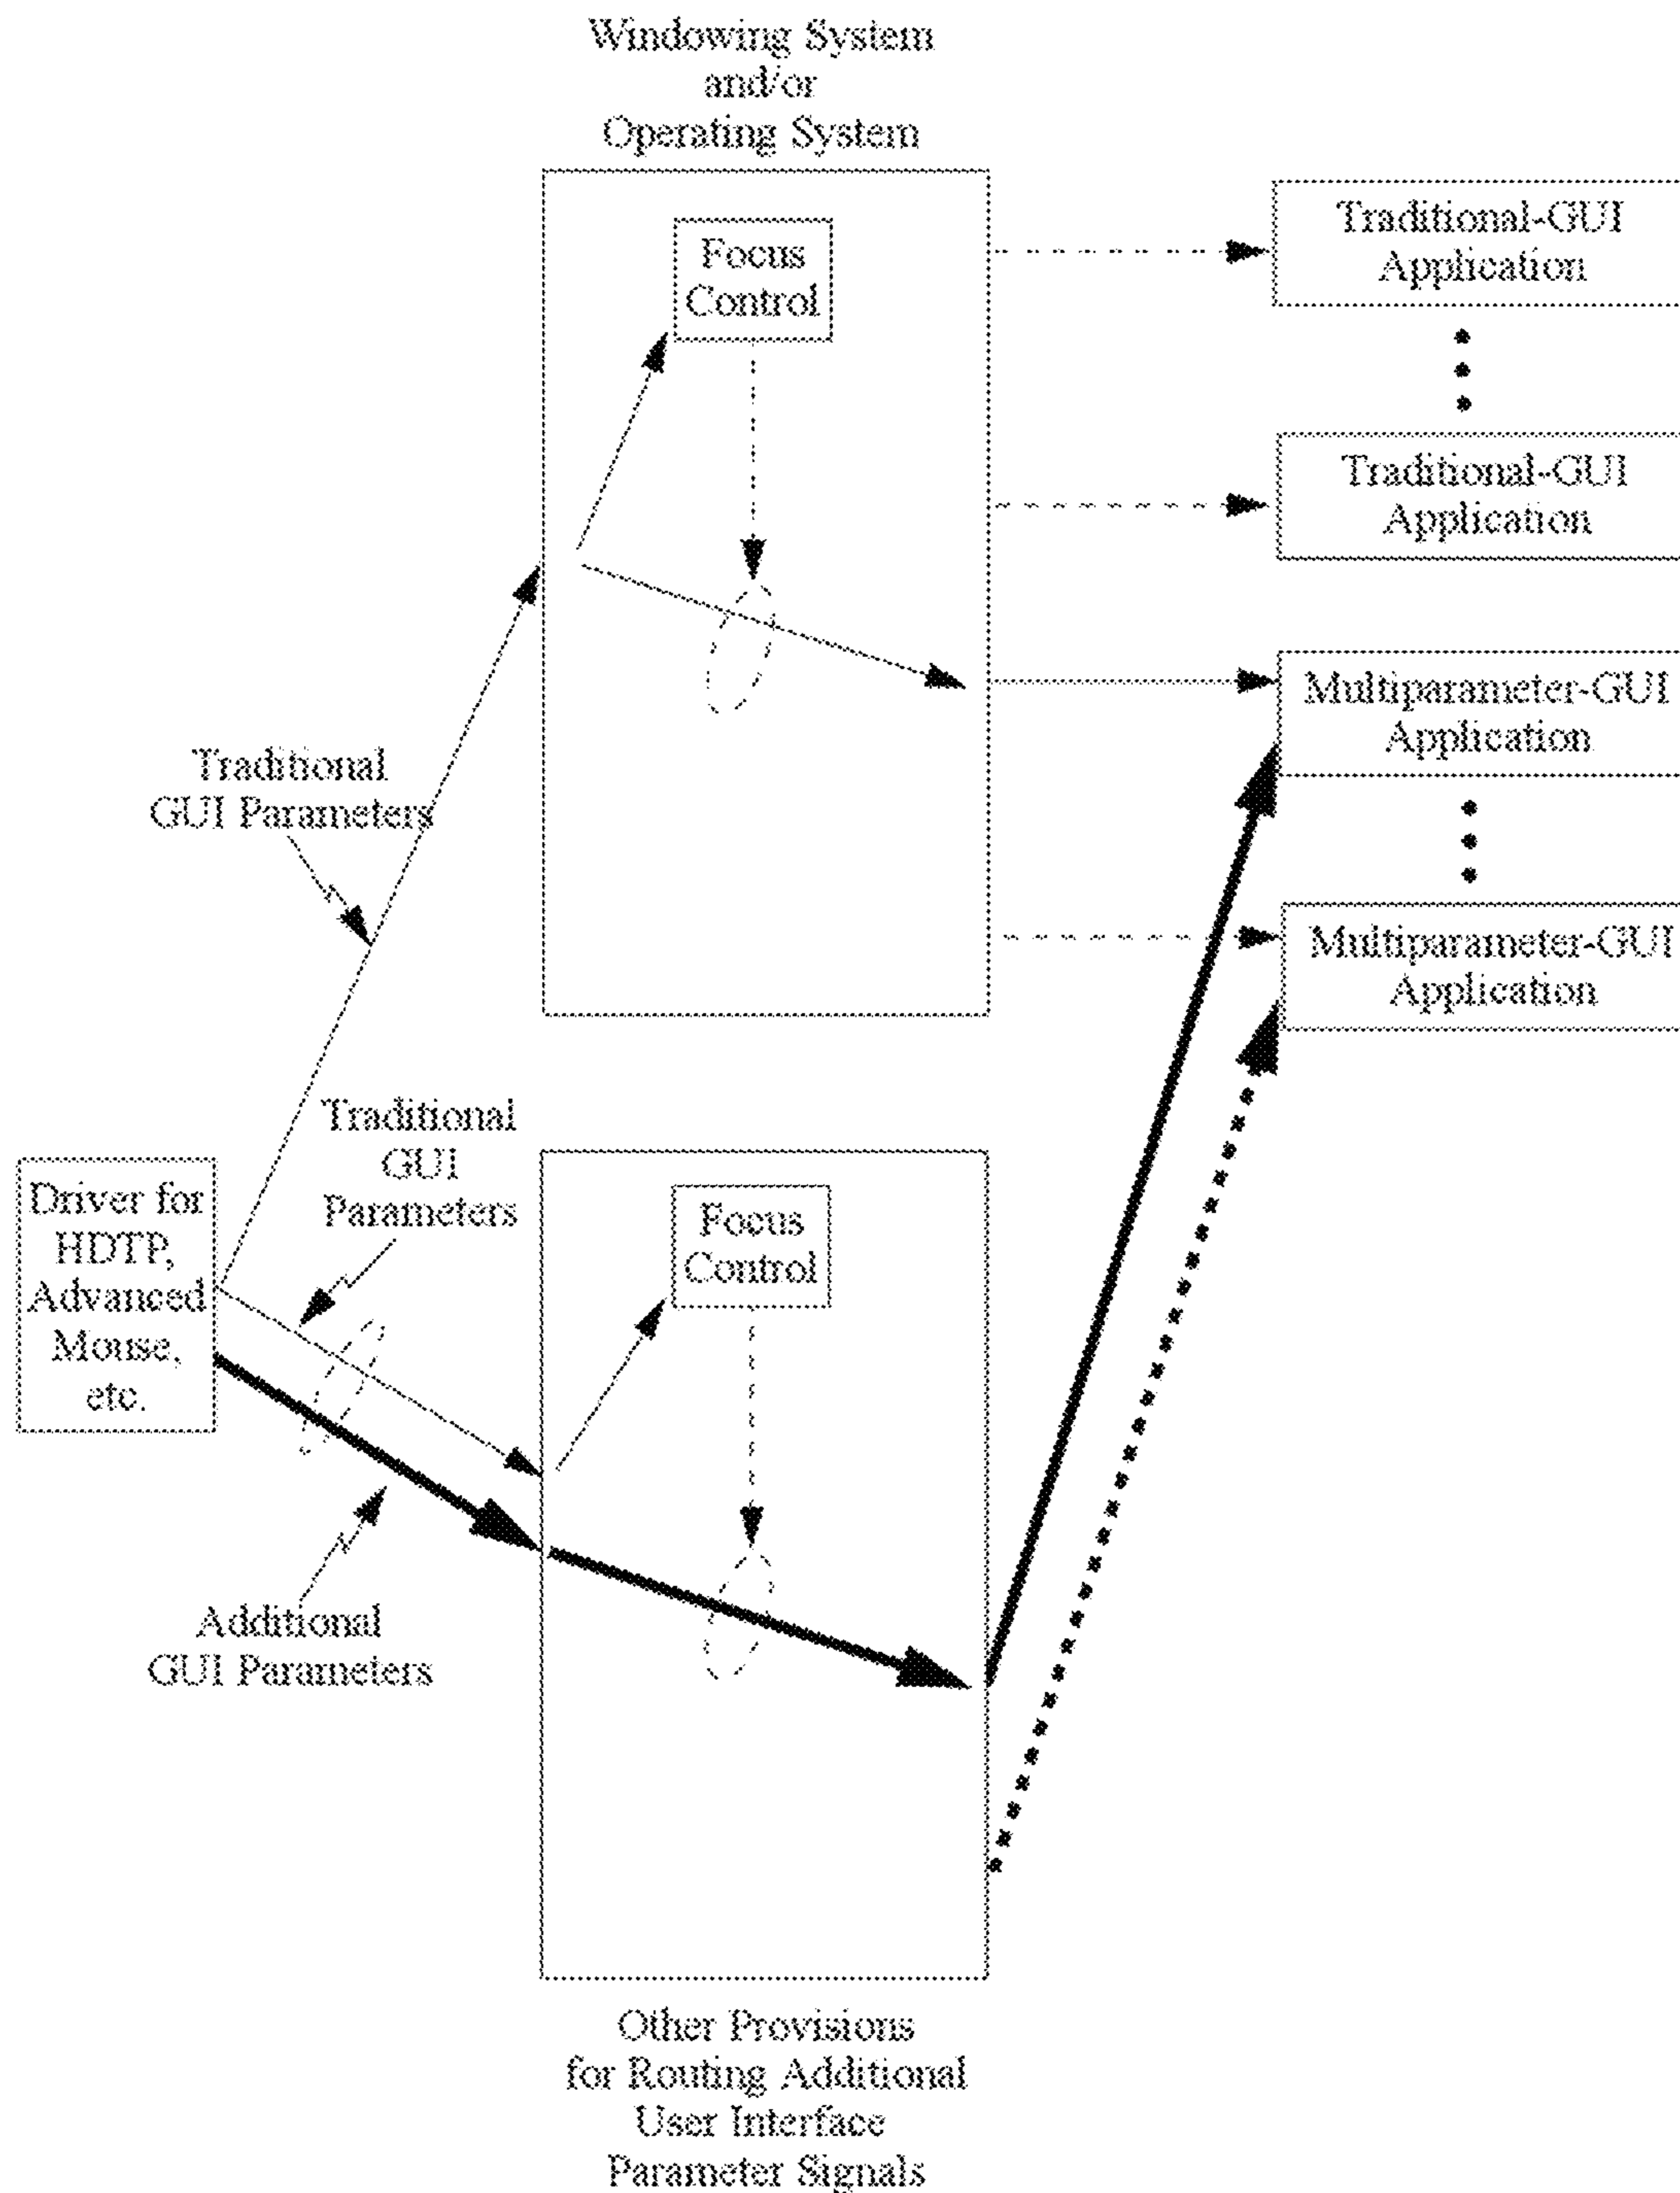 Windowing System
and/or
Operating System
Focus
Control
Traditional-GUI
Application
Traditional-GUI
Application
Multiparameter-GUI
Application
Multiparameter-GUI
Application
Traditional
GUI Parameters
Traditional
GUI
Parameters
Driver for
HDTP,
Advanced
Mouse,
etc.
Focus
Control
Additional
GUI Parameters
Other Provisions
for Routing Additional
User Interface
Parameter Signals